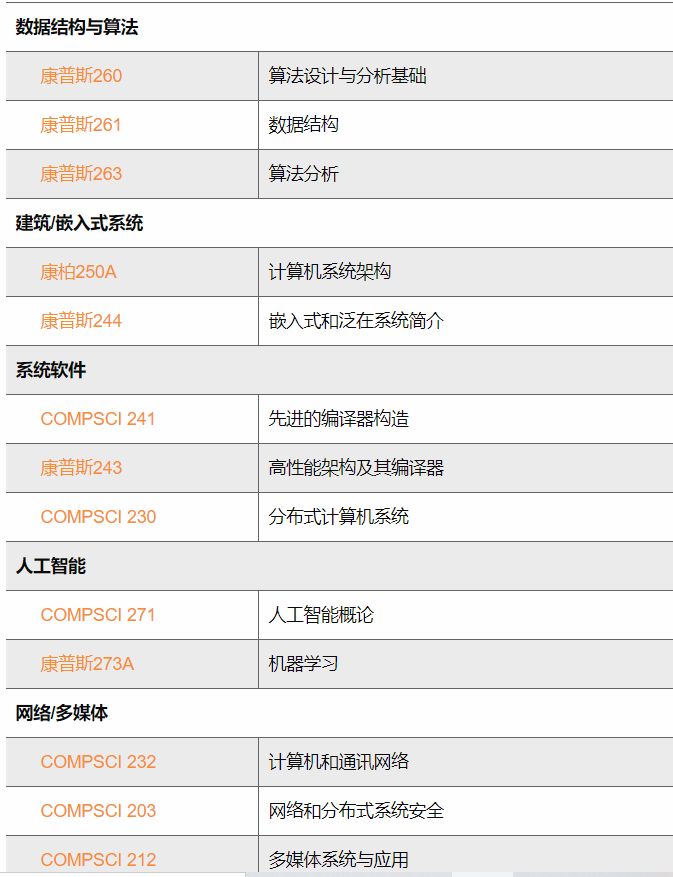 数据结构与算法
康普斯260 算法设计与分析基础
康普斯261 数据结构
康普斯263 算法分析
建筑/嵌入式系统
康柏250A 计算机系统架构
康普斯244 嵌入式和泛在系统简介
系统软件
COMPSCI 241 先进的编译器构造
康普斯243 高性能架构及其编译器
COMPSCI 230 分布式计算机系统
人工智能
COMPSCI 271 人工智能概论
康普斯273A 机器学习
网络/多媒体
COMPSCI 232 计算机和通讯网络
COMPSCI 203 网络和分布式系统安全
COMPSCI 212 多媒体系统与应用